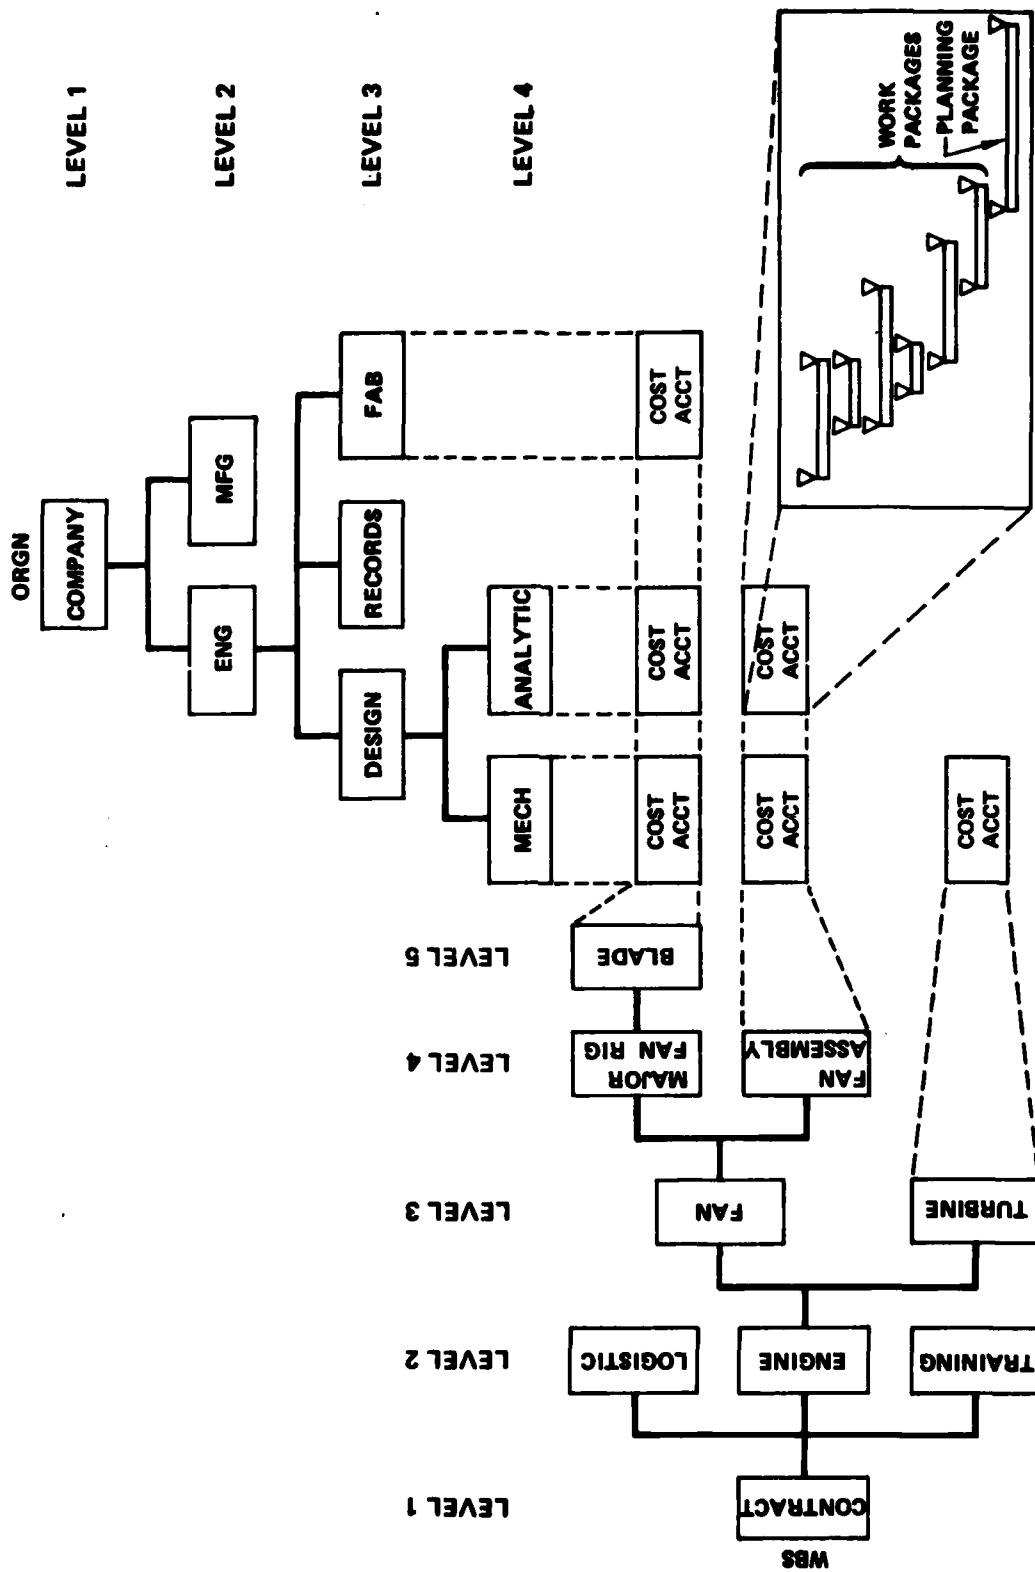 ORGN
COMPANY
LEVEL 1
ENG
MFG
LEVEL 2
DESIGN
RECORDS
FAB
LEVEL 3
MECH
ANALYTIC
LEVEL 4
WBS
LEVEL 1
LEVEL 2
LEVEL 3
LEVEL 4
LEVEL 5
CONTRACT
LOGISTIC
ENGINE
TRAINING
FAN
TURBINE
MAJOR
FAN RIG
FAN
ASSEMBLY
BLADE
COST
ACCT
COST
ACCT
COST
ACCT
COST
ACCT
COST
ACCT
COST
ACCT
WORK
PACKAGES
PLANNING
PACKAGE